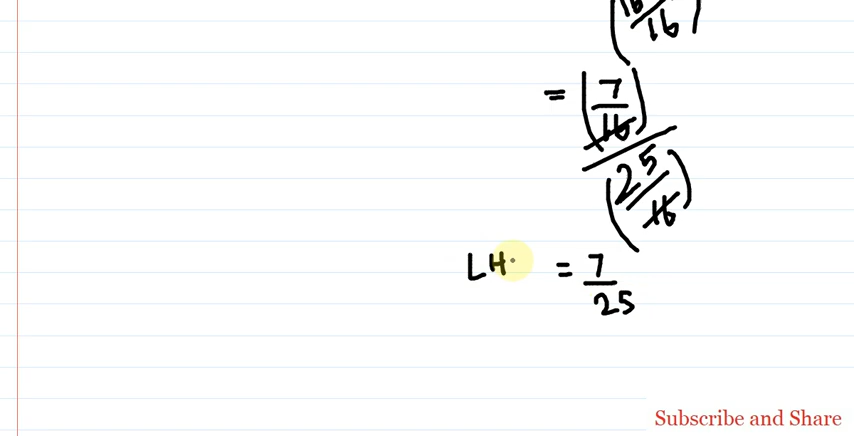 16/16)
= (7/16)
(25/16)
LH = 7/25
Subscribe and Share